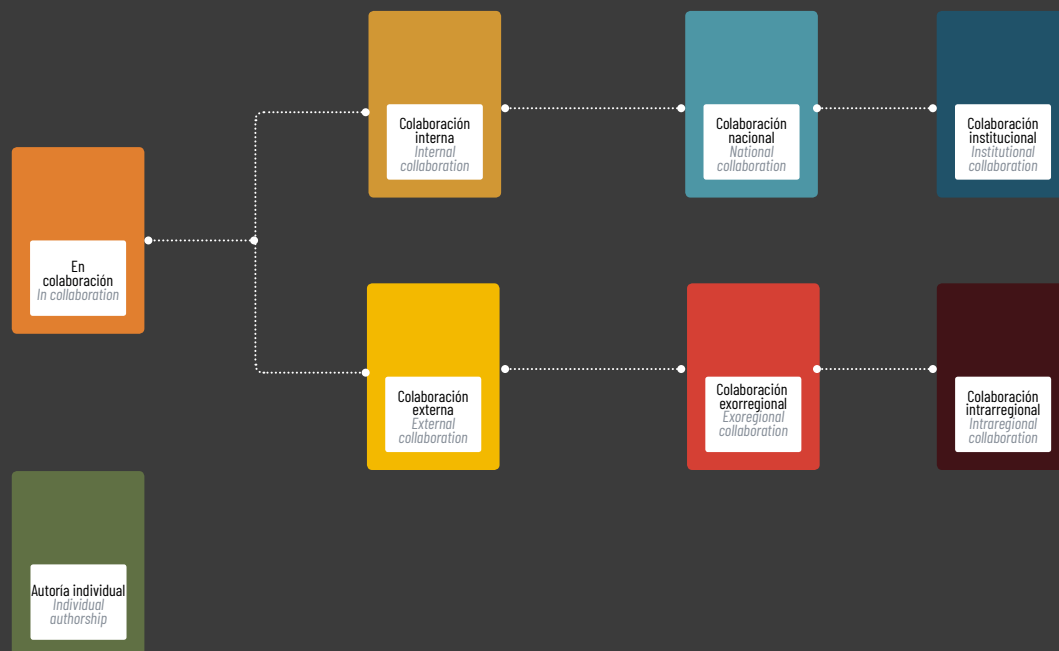 Colaboración
interna
Internal
collaboration
Colaboración
nacional
National
collaboration
Colaboración
institucional
Institutional
collaboration
En
colaboración
In collaboration
Colaboración
externa
External
collaboration
Colaboración
exorregional
Exoregional
collaboration
Colaboración
intrarregional
Intraregional
collaboration
Autoría individual
Individual
authorship